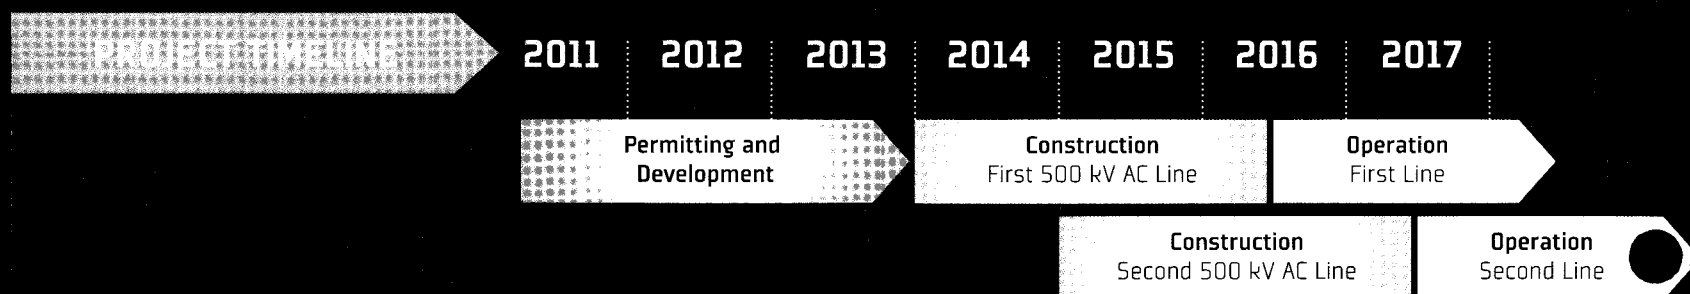 PROJECT TIMELINE
2011 2012 2013 2014 2015 2016 2017
Permitting and
Development
Construction
First 500 kV AC Line
Operation
First Line
Construction
Second 500 kV AC Line
Operation
Second Line